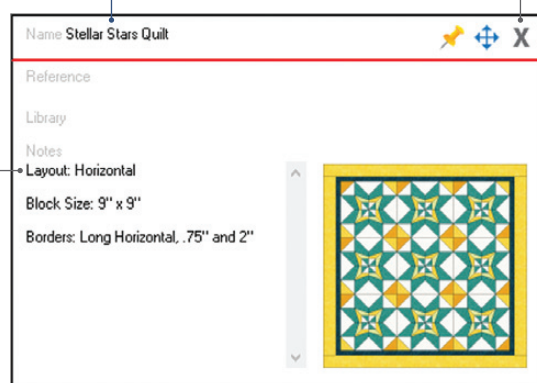 Name Stellar Stars Quilt
X
Reference
Library
Notes
Layout: Horizontal
Block Size: 9" x 9"
Borders: Long Horizontal, .75" and 2"